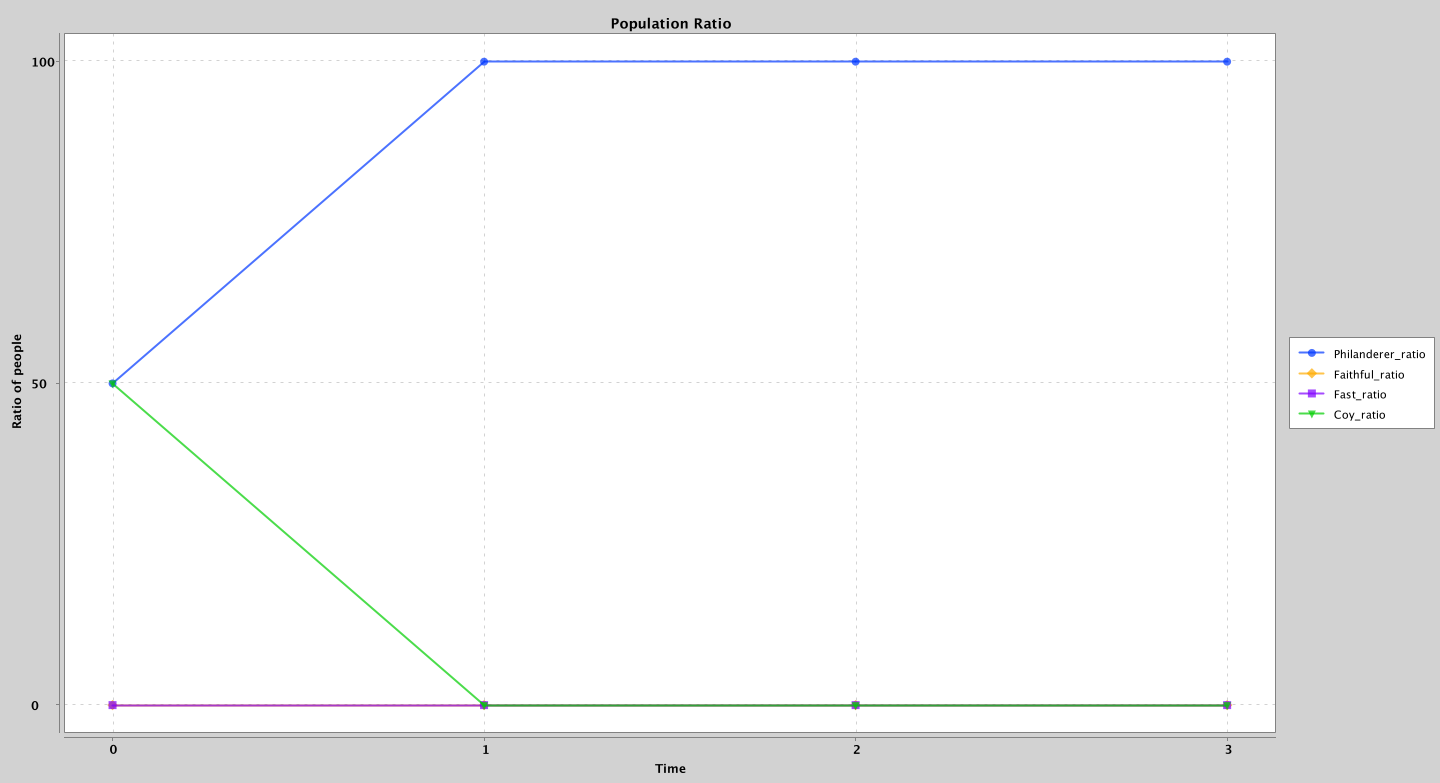 Population Ratio
100
50
0
Ratio of people
0 1 2 3
Time
Philanderer_ratio
Faithful_ratio
Fast_ratio
Coy_ratio